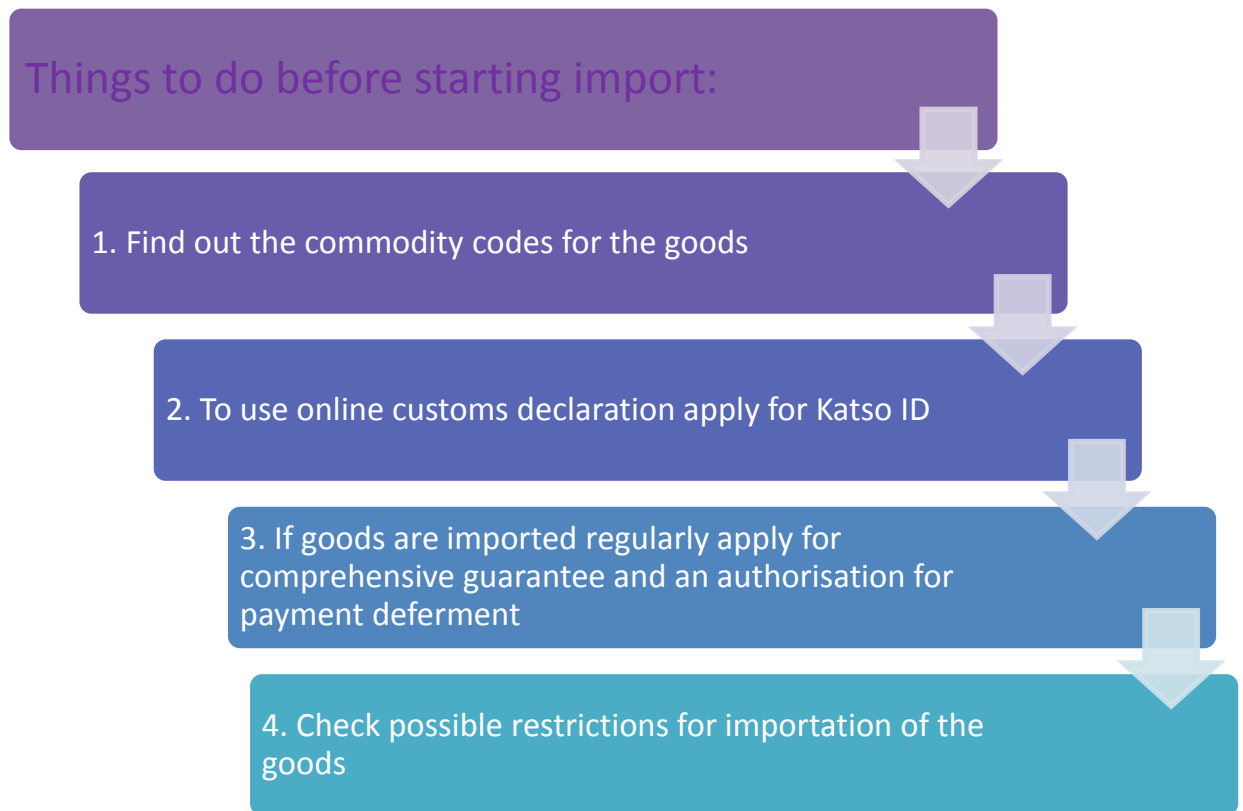 Things to do before starting import:
1. Find out the commodity codes for the goods
2. To use online customs declaration apply for Katso ID
3. If goods are imported regularly apply for
comprehensive guarantee and an authorisation for
payment deferment
4. Check possible restrictions for importation of the
goods